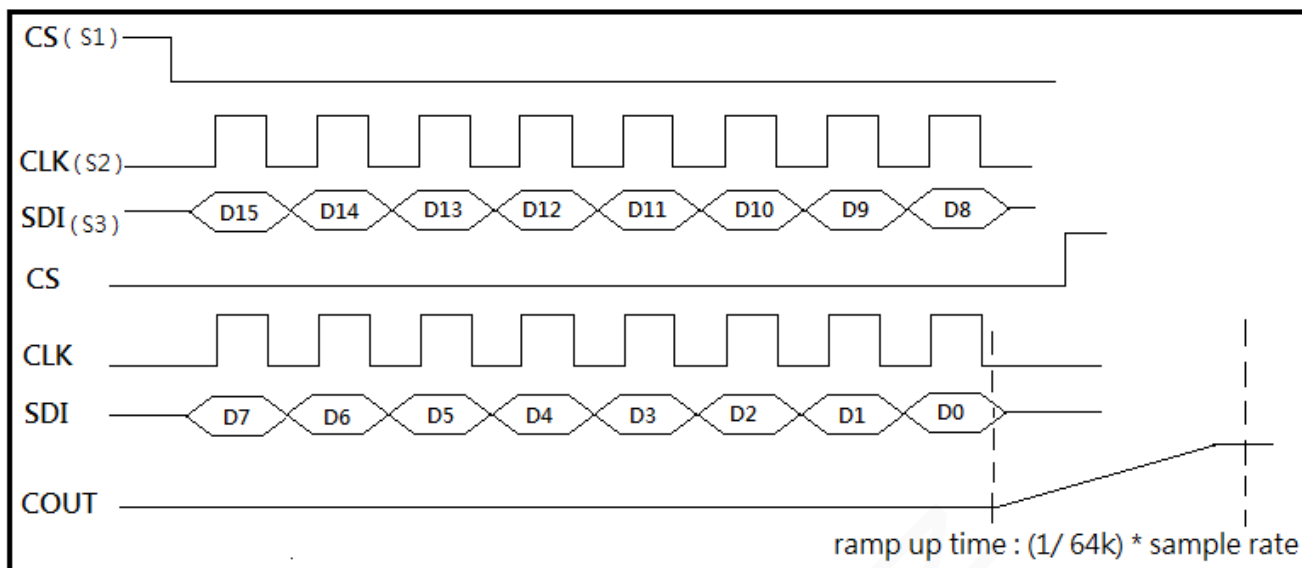 CS ( S1 )
CLK ( S2 )
D15 D14 D13 D12 D11 D10 D9 D8
SDI ( S3 )
CS
CLK
SDI D7 D6 D5 D4 D3 D2 D1 D0
COUT
ramp up time : (1/ 64k) * sample rate